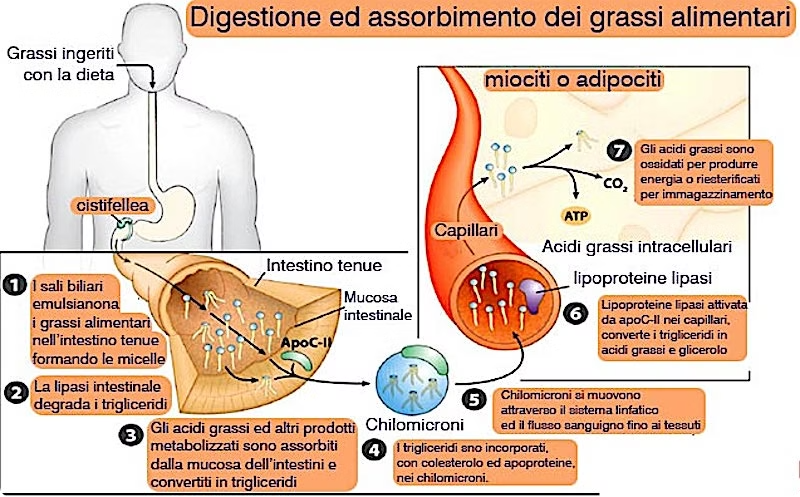 Digestione ed assorbimento dei grassi alimentari
Grassi ingeriti
con la dieta
cistifellea
1
I sali biliari
emulsianona
i grassi alimentari
nell'intestino tenue
formando le micelle
2
La lipasi intestinale
degrada i trigliceridi
Intestino tenue
Mucosa
intestinale
ApoC-II
3
Gli acidi grassi ed altri prodotti
metabolizzati sono assorbiti
dalla mucosa dell'intestini e
convertiti in trigliceridi
Chilomicroni
4
I trigliceridi sno incorporati,
con colesterolo ed apoproteine,
nei chilomicroni.
5
Chilomicroni si muovono
attraverso il sistema linfatico
ed il flusso sanguigno fino ai tessuti
miociti o adipociti
7
Gli acidi grassi sono
ossidati per produrre
energia o riesterificati
per immagazzinamento
CO₂
ATP
Capillari
Acidi grassi intracellulari
lipoproteine lipasi
6
Lipoproteine lipasi attivata
da apoC-II nei capillari,
converte i trigliceridi in
acidi grassi e glicerolo